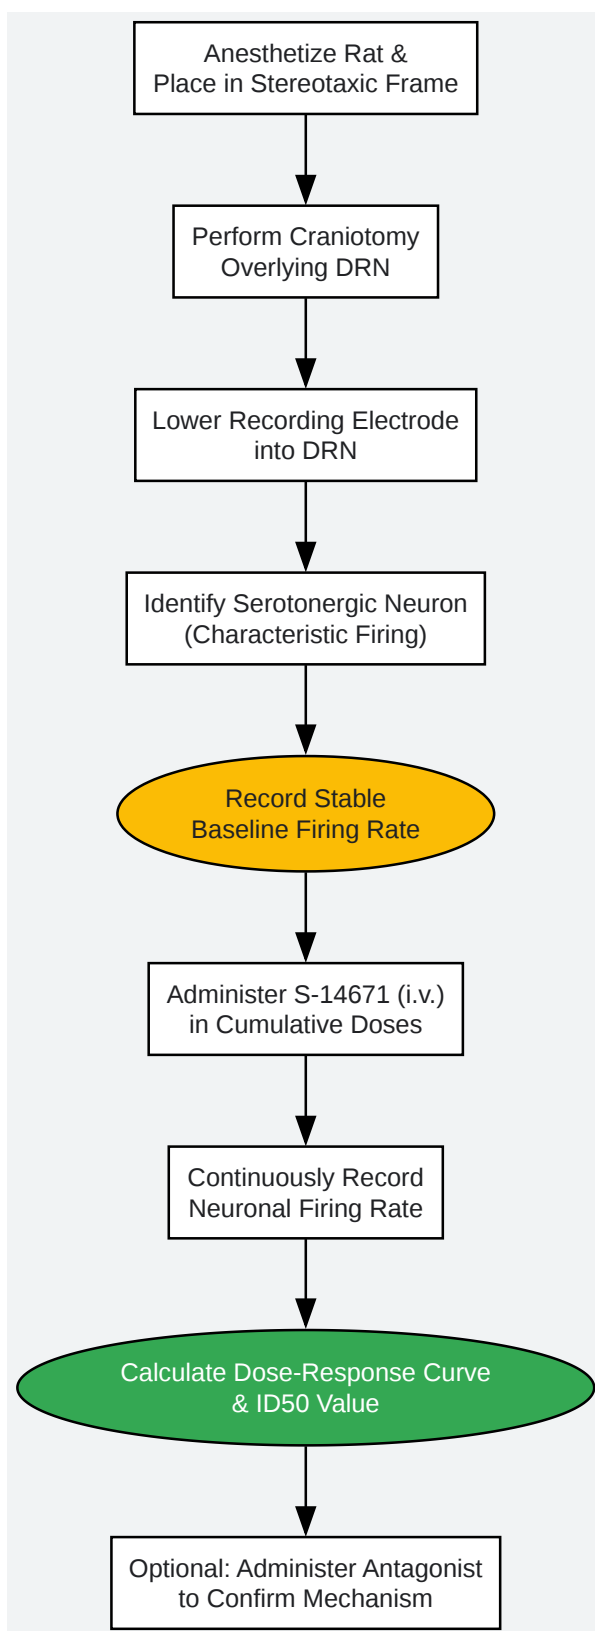 Anesthetize Rat &
Place in Stereotaxic Frame
Perform Craniotomy
Overlying DRN
Lower Recording Electrode
into DRN
Identify Serotonergic Neuron
(Characteristic Firing)
Record Stable
Baseline Firing Rate
Administer S-14671 (i.v.)
in Cumulative Doses
Continuously Record
Neuronal Firing Rate
Calculate Dose-Response Curve
& ID50 Value
Optional: Administer Antagonist
to Confirm Mechanism